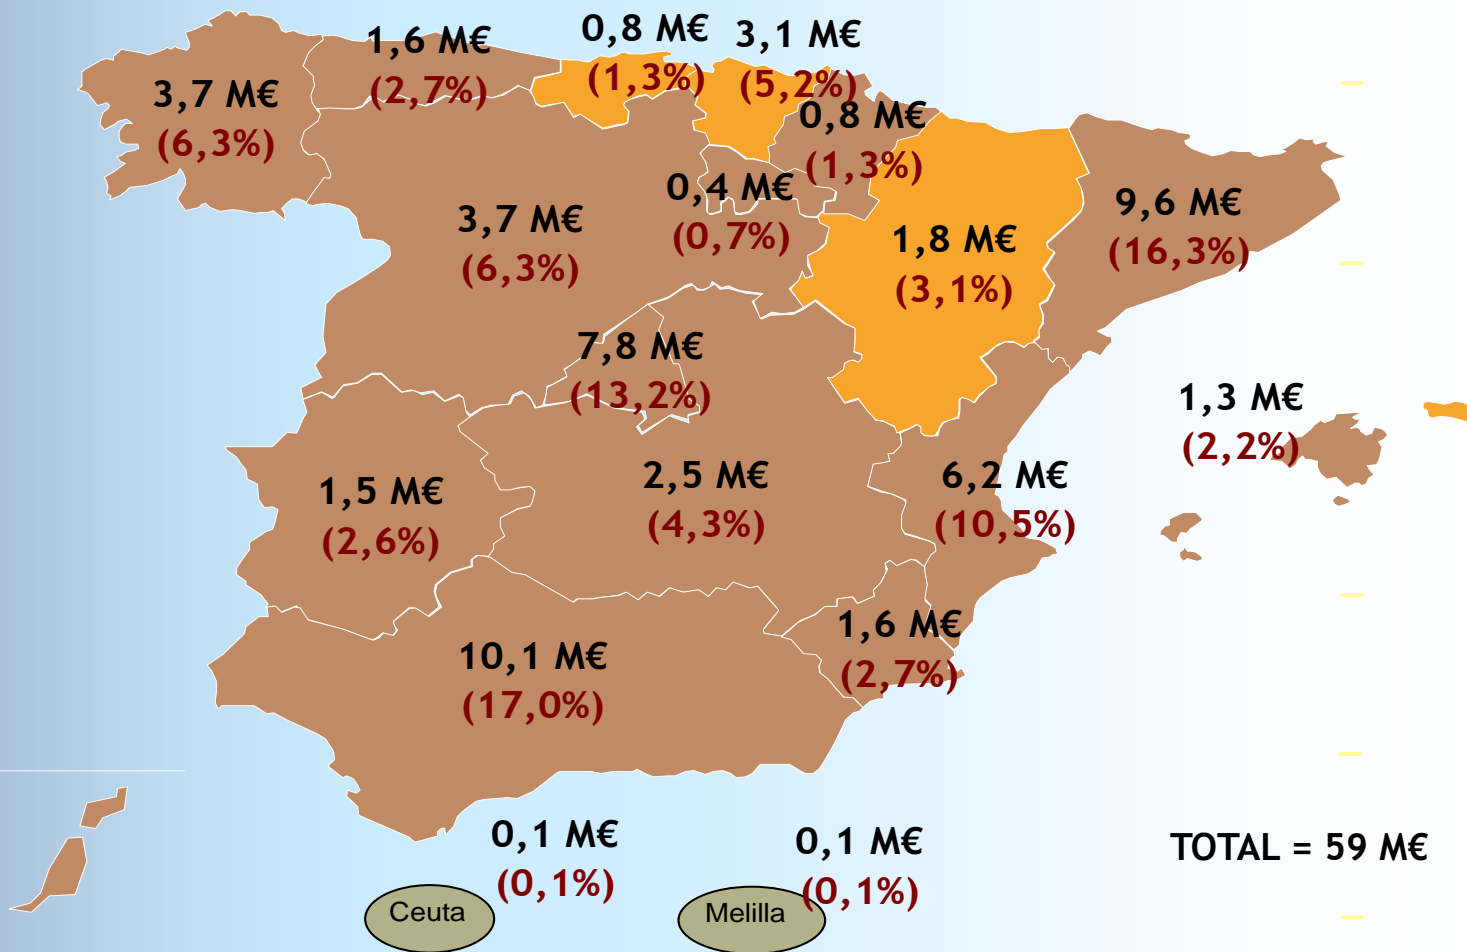 1,6 M€
(2,7%)
0,8 M€
(1,3%)
3,1 M€
(5,2%)
3,7 M€
(6,3%)
0,8 M€
(1,3%)
0,4 M€
(0,7%)
3,7 M€
(6,3%)
1,8 M€
(3,1%)
9,6 M€
(16,3%)
7,8 M€
(13,2%)
1,3 M€
(2,2%)
1,5 M€
(2,6%)
2,5 M€
(4,3%)
6,2 M€
(10,5%)
1,6 M€
(2,7%)
10,1 M€
(17,0%)
0,1 M€
(0,1%)
0,1 M€
(0,1%)
TOTAL = 59 M€
Ceuta
Melilla